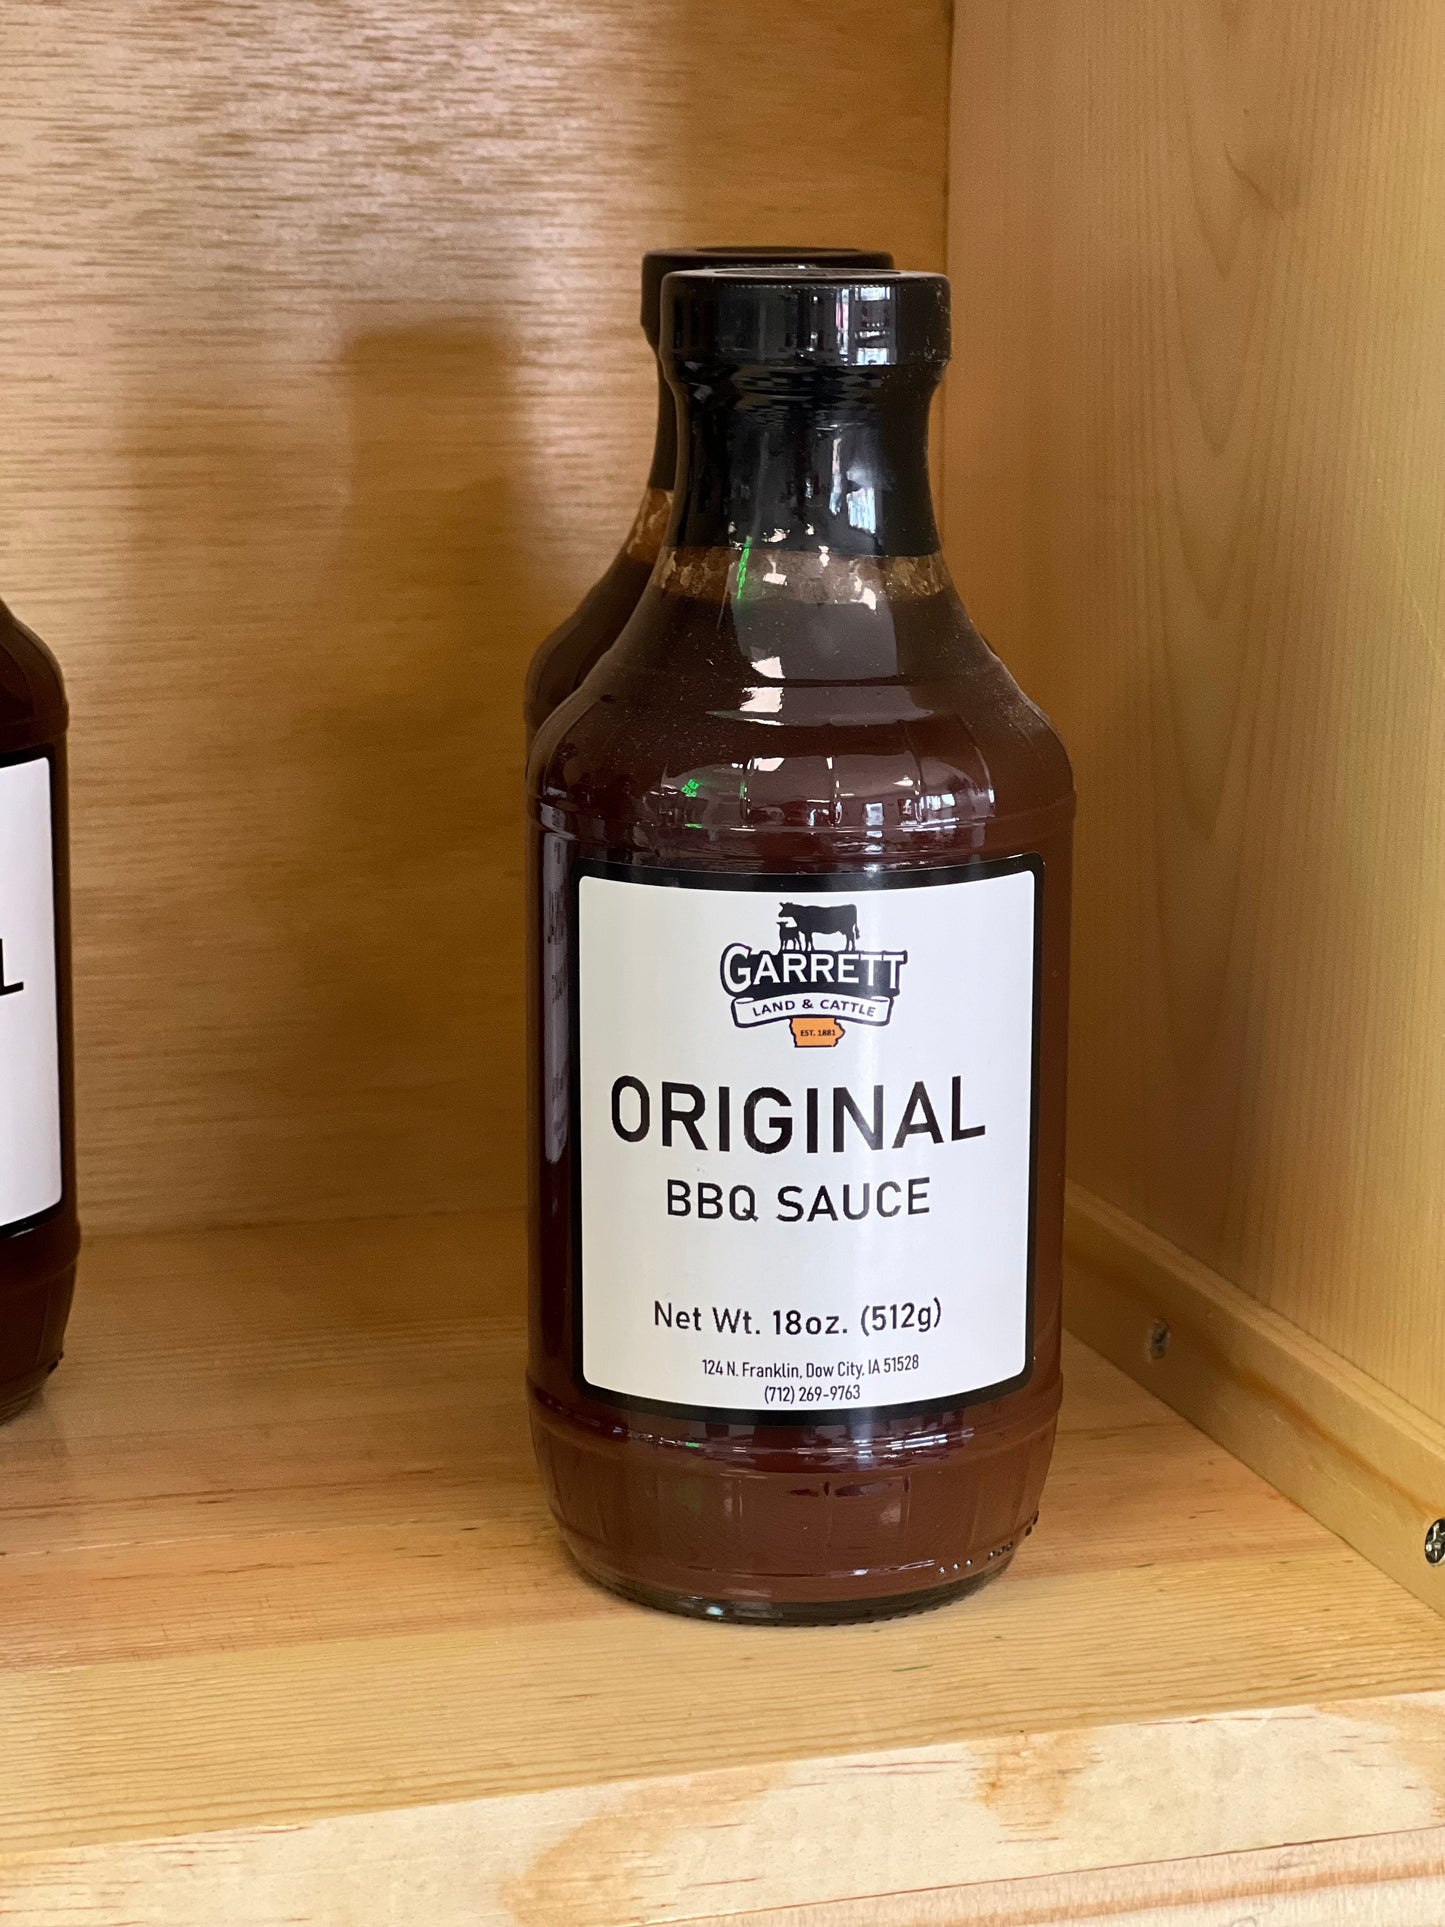 GARRETT
LAND & CATTLE
EST. 1881
ORIGINAL
BBQ SAUCE
Net Wt. 18oz. (512g)
124 N. Franklin, Dow City, IA 51528
(712) 269-9763
L